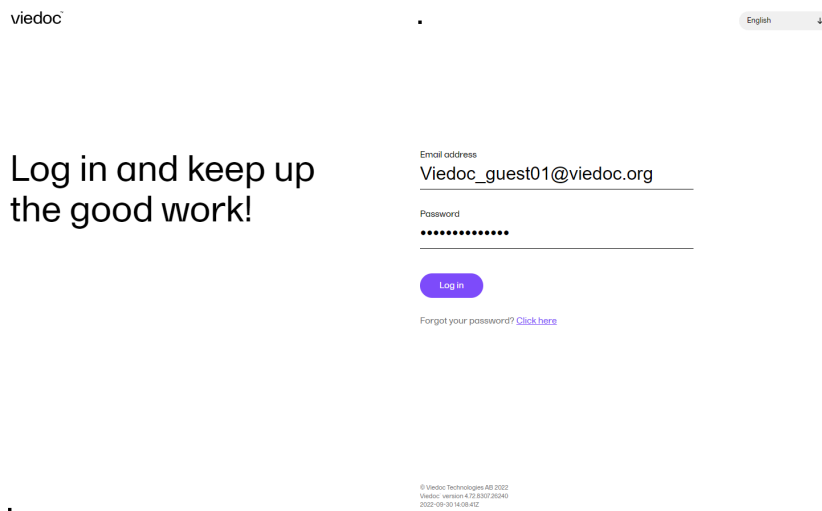 viedoc™
English
Log in and keep up
the good work!
Email address
Viedoc_guest01@viedoc.org
Password
••••••••••••••
Log in
Forgot your password? Click here
© Viedoc Technologies AB 2022
Viedoc version 4.72.8307.26240
2022-09-30 14:08:41Z